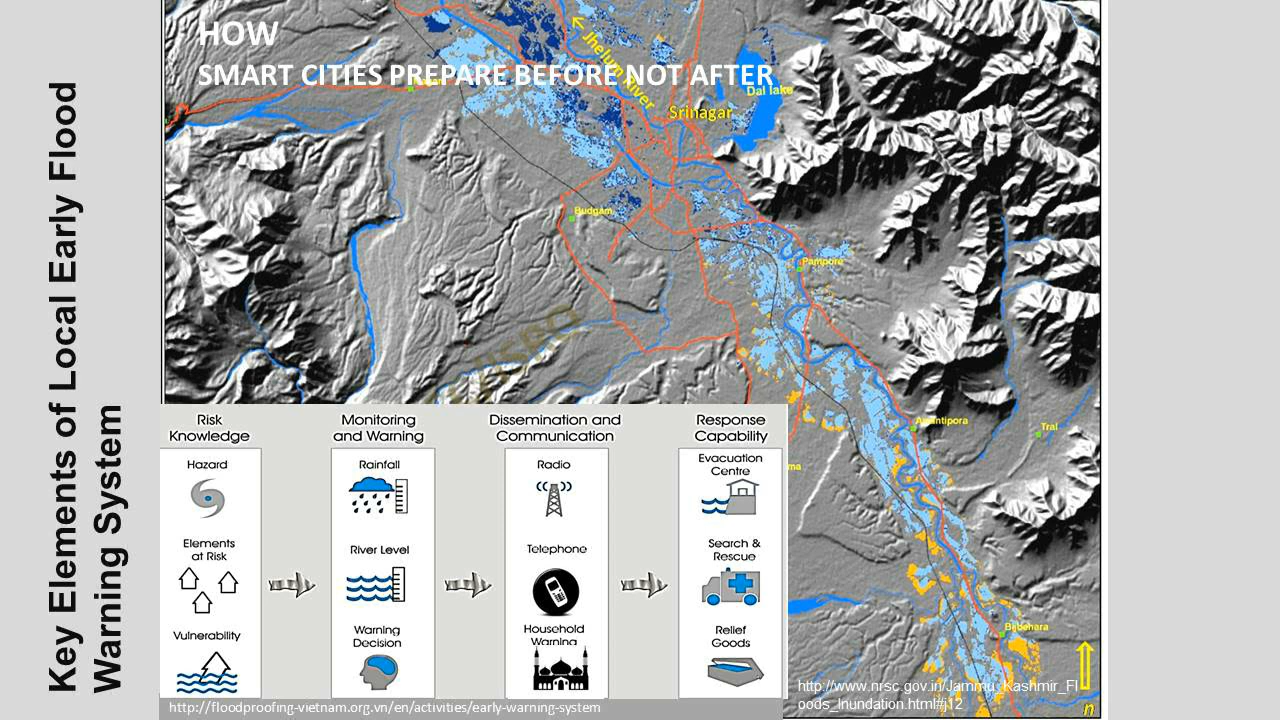 Key Elements of Local Early Flood
Warning System
HOW
SMART CITIES PREPARE BEFORE NOT AFTER
Jhelum River
Dal lake
Srinagar
Budgam
Pampore
Tral
Risk
Knowledge
Hazard
Elements
at Risk
Vulnerability
Monitoring
and Warning
Rainfall
River Level
Warning
Decision
Dissemination and
Communication
Radio
Telephone
Household
Warning
Response
Capability
Evacuation
Centre
Search &
Rescue
Relief
Goods
ma
n
http://floodproofing-vietnam.org.vn/en/activities/early-warning-system
http://www.nrsc.gov.in/Jammu_Kashmir_Fl
oods_Inundation.html#j12